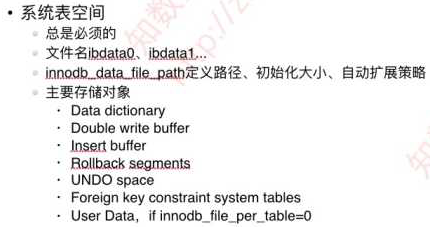 • 系统表空间
总是必须的
文件名ibdata0、ibdata1...
innodb_data_file_path定义路径、初始化大小、自动扩展策略
主要存储对象
· Data dictionary
· Double write buffer
· Insert buffer
· Rollback segments
· UNDO space
· Foreign key constraint system tables
· User Data，if innodb_file_per_table=0